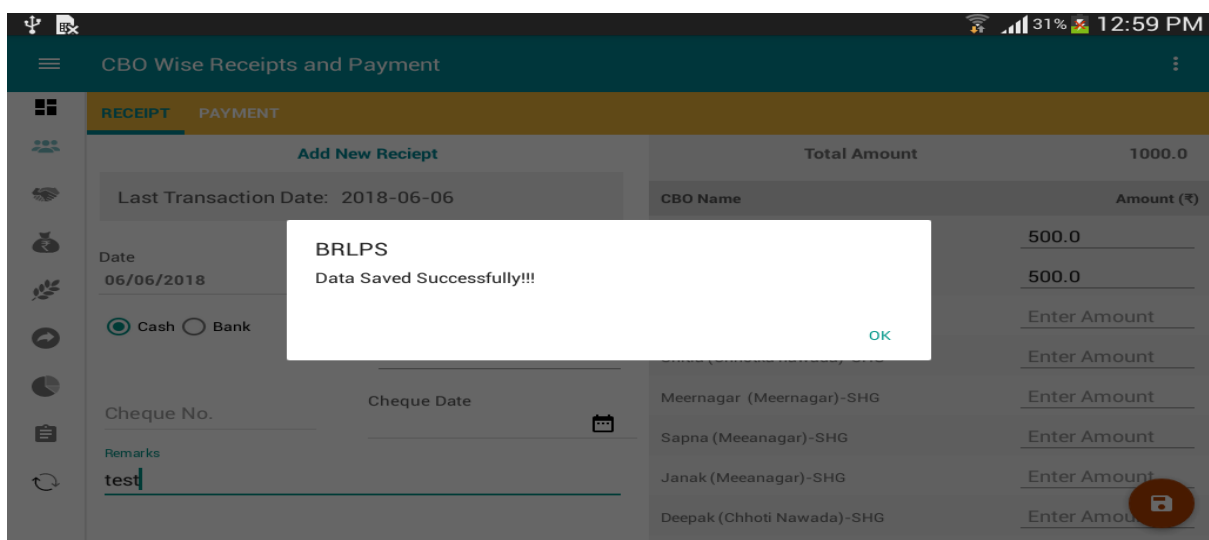 31% 12:59 PM
CBO Wise Receipts and Payment
RECEIPT PAYMENT
Add New Reciept
Total Amount 1000.0
Last Transaction Date: 2018-06-06
CBO Name Amount (₹)
500.0
Date
06/06/2018
500.0
BRLPS
Data Saved Successfully!!!
OK
Cash Bank
Enter Amount
Enter Amount
Cheque No.
Cheque Date
Meernagar (Meernagar)-SHG Enter Amount
Sapna (Meeanagar)-SHG Enter Amount
Remarks
test
Janak (Meeanagar)-SHG Enter Amount
Deepak (Chhoti Nawada)-SHG Enter